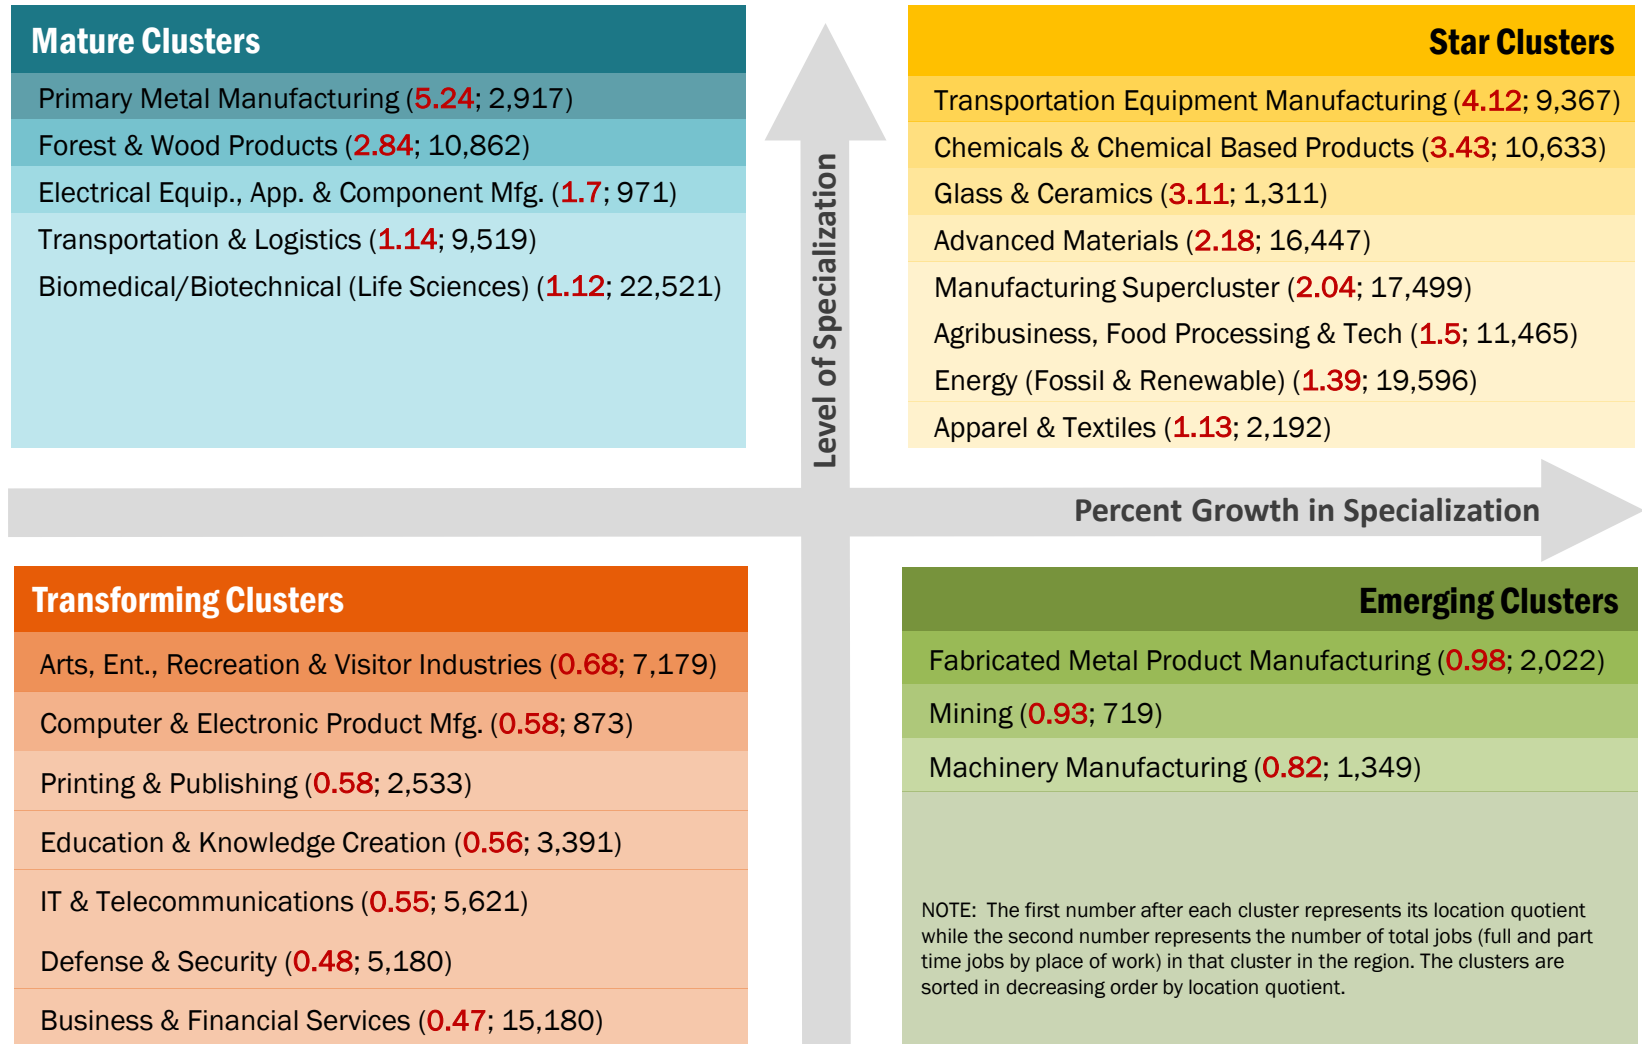 Mature Clusters
Primary Metal Manufacturing (5.24; 2,917)
Forest & Wood Products (2.84; 10,862)
Electrical Equip., App. & Component Mfg. (1.7; 971)
Transportation & Logistics (1.14; 9,519)
Biomedical/Biotechnical (Life Sciences) (1.12; 22,521)
Level of Specialization
Star Clusters
Transportation Equipment Manufacturing (4.12; 9,367)
Chemicals & Chemical Based Products (3.43; 10,633)
Glass & Ceramics (3.11; 1,311)
Advanced Materials (2.18; 16,447)
Manufacturing Supercluster (2.04; 17,499)
Agribusiness, Food Processing & Tech (1.5; 11,465)
Energy (Fossil & Renewable) (1.39; 19,596)
Apparel & Textiles (1.13; 2,192)
Percent Growth in Specialization
Transforming Clusters
Arts, Ent., Recreation & Visitor Industries (0.68; 7,179)
Computer & Electronic Product Mfg. (0.58; 873)
Printing & Publishing (0.58; 2,533)
Education & Knowledge Creation (0.56; 3,391)
IT & Telecommunications (0.55; 5,621)
Defense & Security (0.48; 5,180)
Business & Financial Services (0.47; 15,180)
Emerging Clusters
Fabricated Metal Product Manufacturing (0.98; 2,022)
Mining (0.93; 719)
Machinery Manufacturing (0.82; 1,349)
NOTE: The first number after each cluster represents its location quotient
while the second number represents the number of total jobs (full and part
time jobs by place of work) in that cluster in the region. The clusters are
sorted in decreasing order by location quotient.